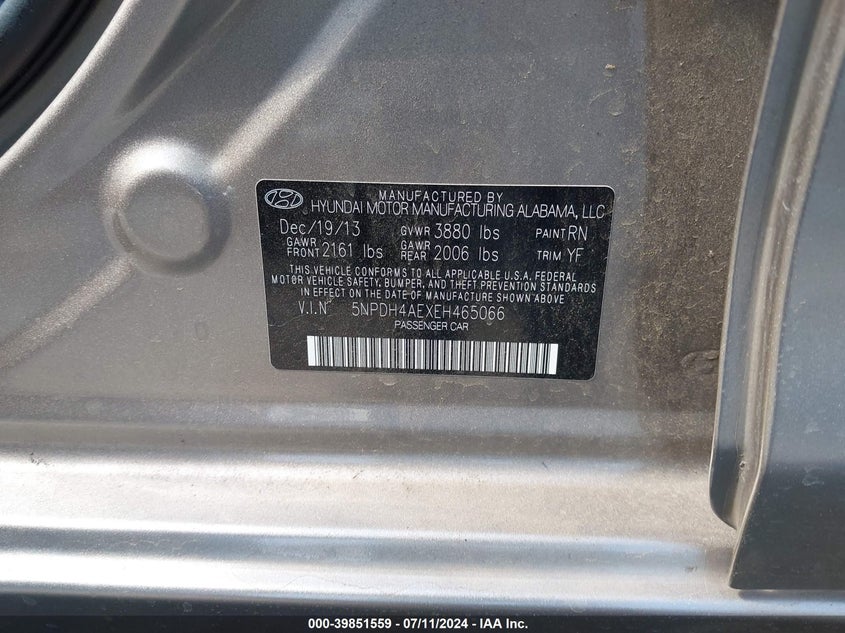 MANUFACTURED BY
HYUNDAI MOTOR MANUFACTURING ALABAMA, LLC
Dec/19/13 GVWR 3880 lbs PAINT RN
GAWR FRONT 2161 lbs GAWR REAR 2006 lbs TRIM YF
THIS VEHICLE CONFORMS TO ALL APPLICABLE U.S.A. FEDERAL
MOTOR VEHICLE SAFETY, BUMPER, AND THEFT PREVENTION STANDARDS
IN EFFECT ON THE DATE OF MANUFACTURE SHOWN ABOVE
V.I.N 5NPDH4AEXEH465066
PASSENGER CAR
000-39851559 / 07/11/2024 - IAA Inc.